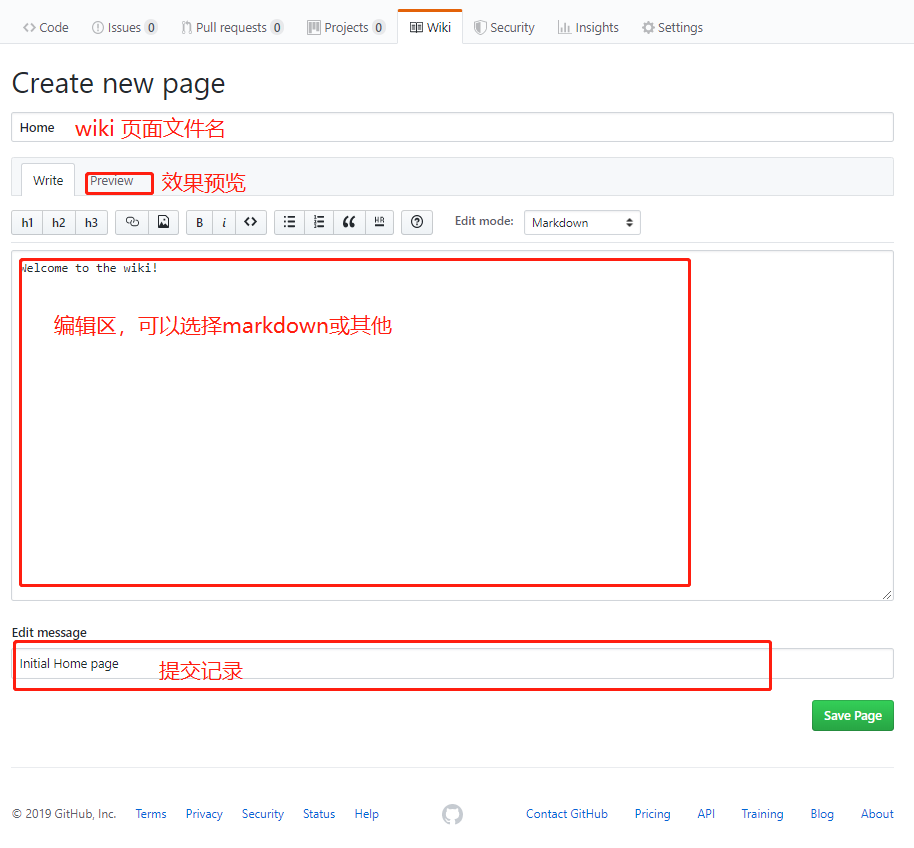 Code Issues 0 Pull requests 0 Projects 0 Wiki Security Insights Settings
Create new page
Home wiki 页面文件名
Write Preview 效果预览
h1 h2 h3 B i <> HR Edit mode: Markdown
Welcome to the wiki!
编辑区，可以选择markdown或其他
Edit message
Initial Home page 提交记录
Save Page
© 2019 GitHub, Inc. Terms Privacy Security Status Help Contact GitHub Pricing API Training Blog About